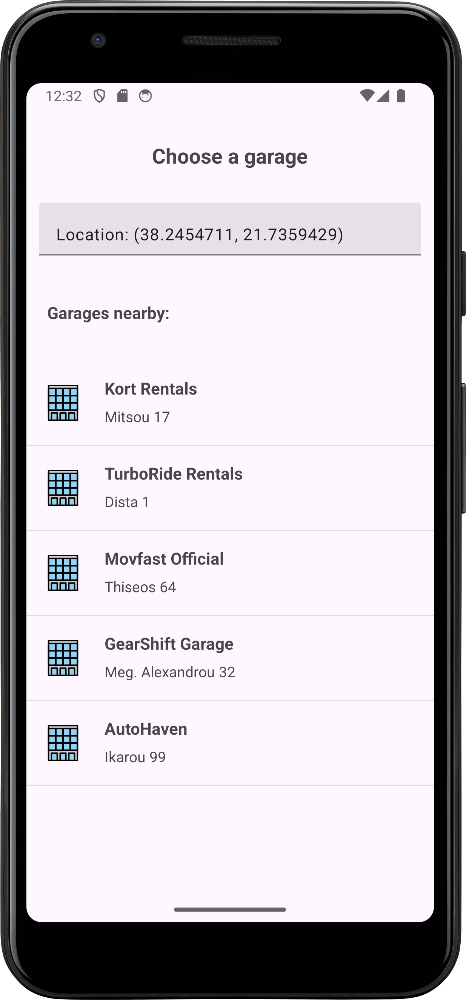 12:32
Choose a garage
Location: (38.2454711, 21.7359429)
Garages nearby:
Kort Rentals
Mitsou 17
TurboRide Rentals
Dista 1
Movfast Official
Thiseos 64
GearShift Garage
Meg. Alexandrou 32
AutoHaven
Ikarou 99